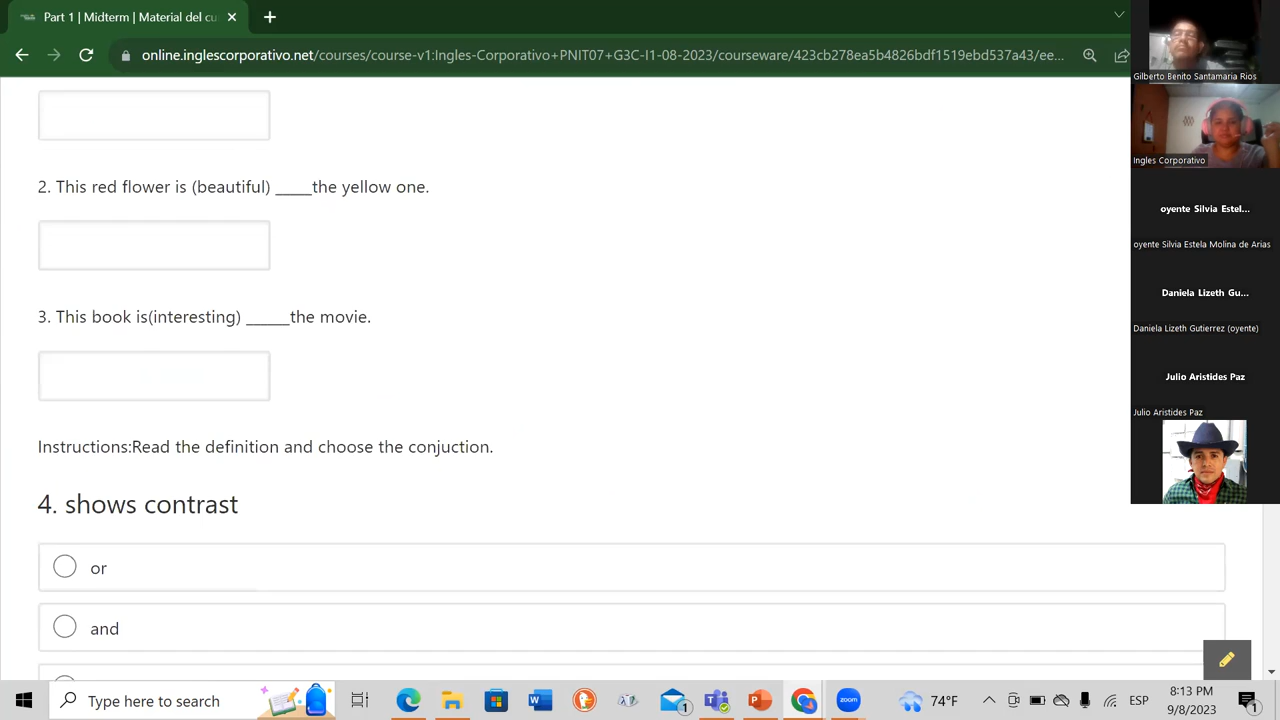 Part 1 | Midterm | Material del cu
online.inglescorporativo.net/courses/course-v1:Ingles-Corporativo+PNIT07+G3C-I1-08-2023/courseware/423cb278ea5b4826bdf1519ebd537a43/ee...
Gilberto Benito Santamaria Rios
Ingles Corporativo
oyente Silvia Estel...
oyente Silvia Estela Molina de Arias
Daniela Lizeth Gu...
Daniela Lizeth Gutierrez (oyente)
Julio Aristides Paz
Julio Aristides Paz
2. This red flower is (beautiful) ____the yellow one.
3. This book is(interesting) _____the movie.
Instructions:Read the definition and choose the conjuction.
4. shows contrast
or
and
Type here to search
1
74°F
ESP
8:13 PM
9/8/2023
1